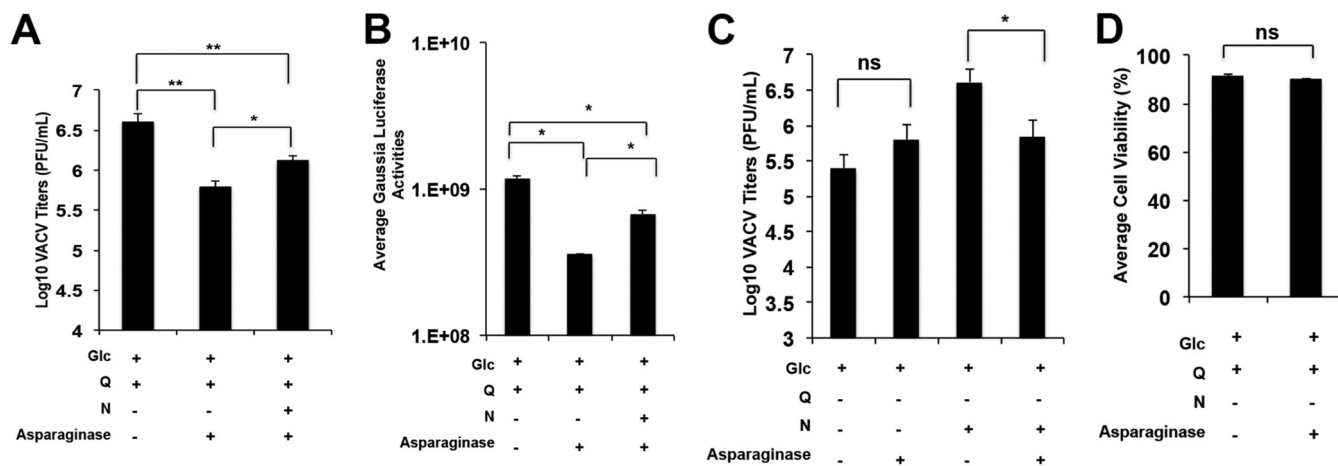 A
Log10 VACV Titers (PFU/mL)
7
6.5
6
5.5
5
4.5
4
**
**
*
Glc + + +
Q + + +
N - - +
Asparaginase - + +
B
Average Gaussia Luciferase
Activities
1.E+10
1.E+09
1.E+08
*
*
*
Glc + + +
Q + + +
N - - +
Asparaginase - + +
C
Log10 VACV Titers (PFU/mL)
7
6.5
6
5.5
5
4.5
4
3.5
3
ns
*
Glc + + + +
Q - - - -
N - - + +
Asparaginase - + - +
D
Average Cell Viability (%)
100
80
60
40
20
0
ns
Glc + +
Q + +
N - -
Asparaginase - +